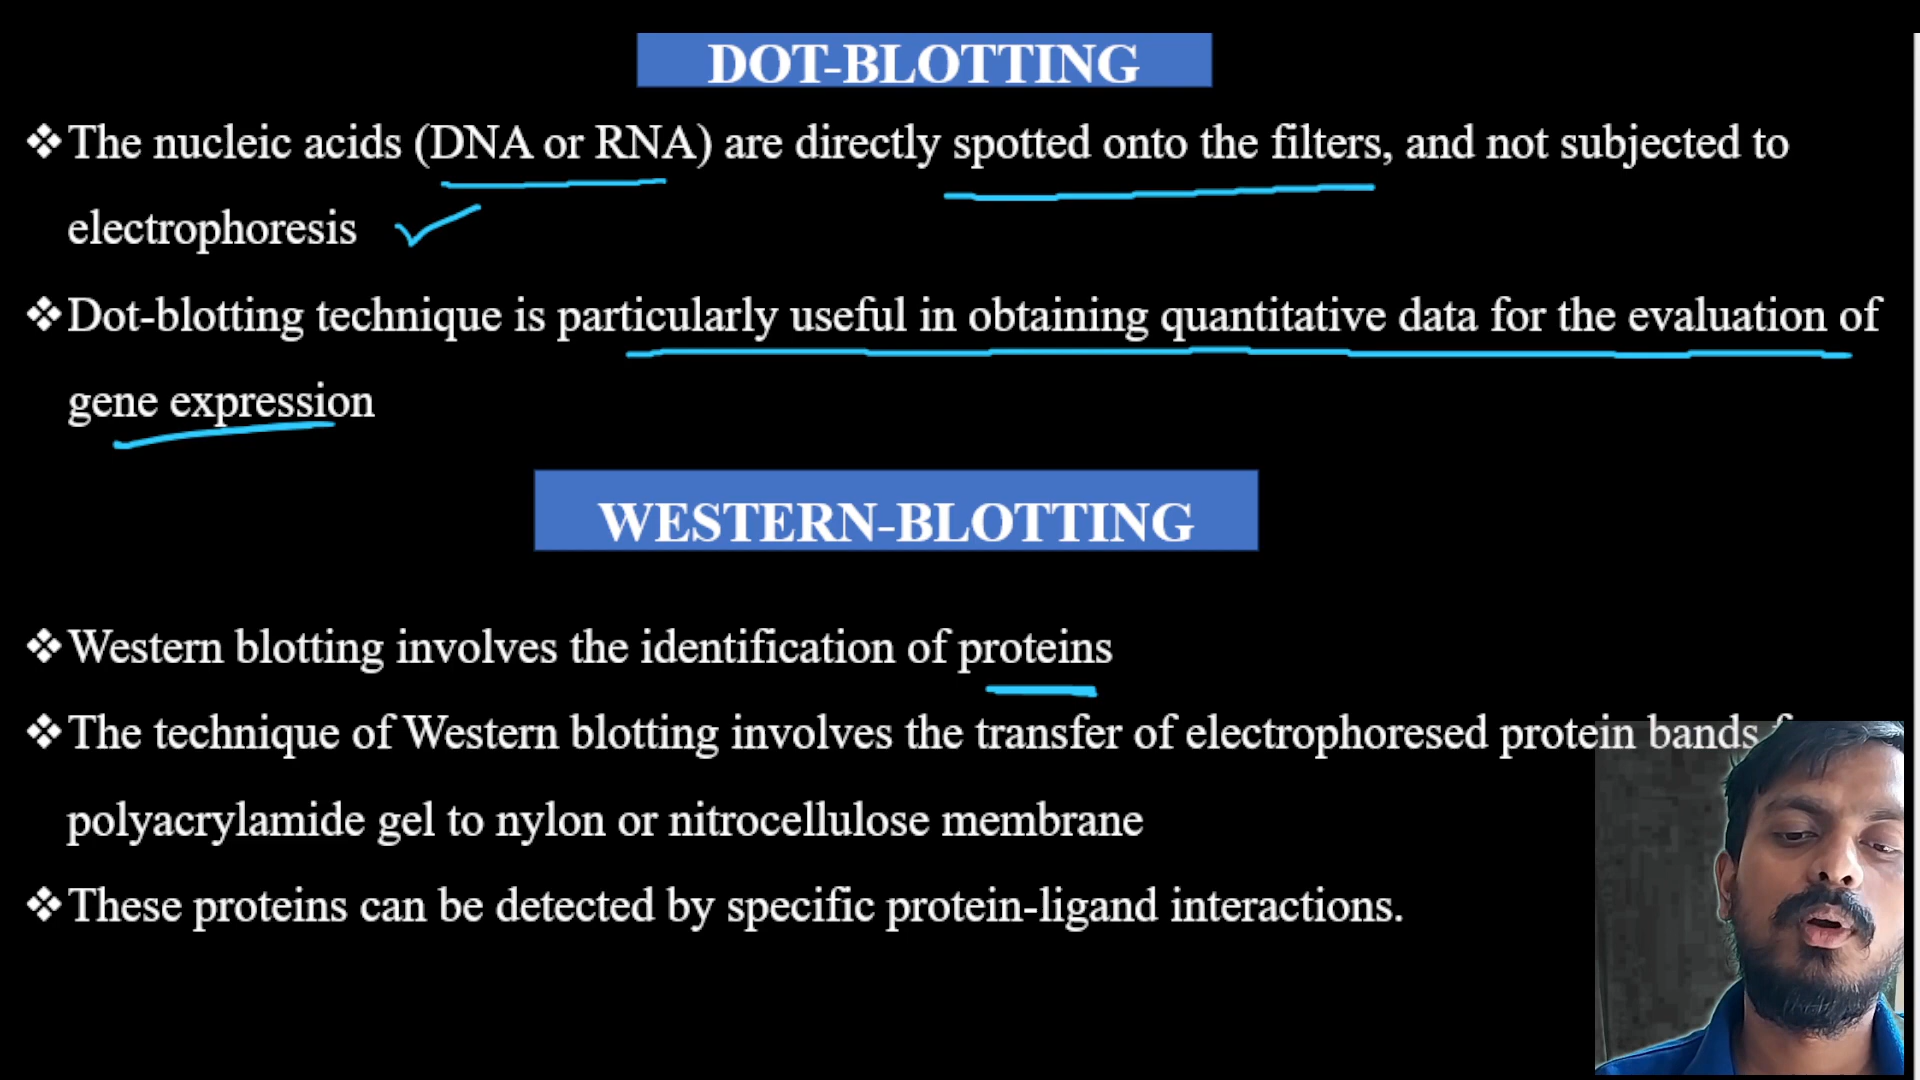 DOT-BLOTTING
❖The nucleic acids (DNA or RNA) are directly spotted onto the filters, and not subjected to
electrophoresis
❖Dot-blotting technique is particularly useful in obtaining quantitative data for the evaluation of
gene expression
WESTERN-BLOTTING
❖Western blotting involves the identification of proteins
❖The technique of Western blotting involves the transfer of electrophoresed protein bands
polyacrylamide gel to nylon or nitrocellulose membrane
❖These proteins can be detected by specific protein-ligand interactions.